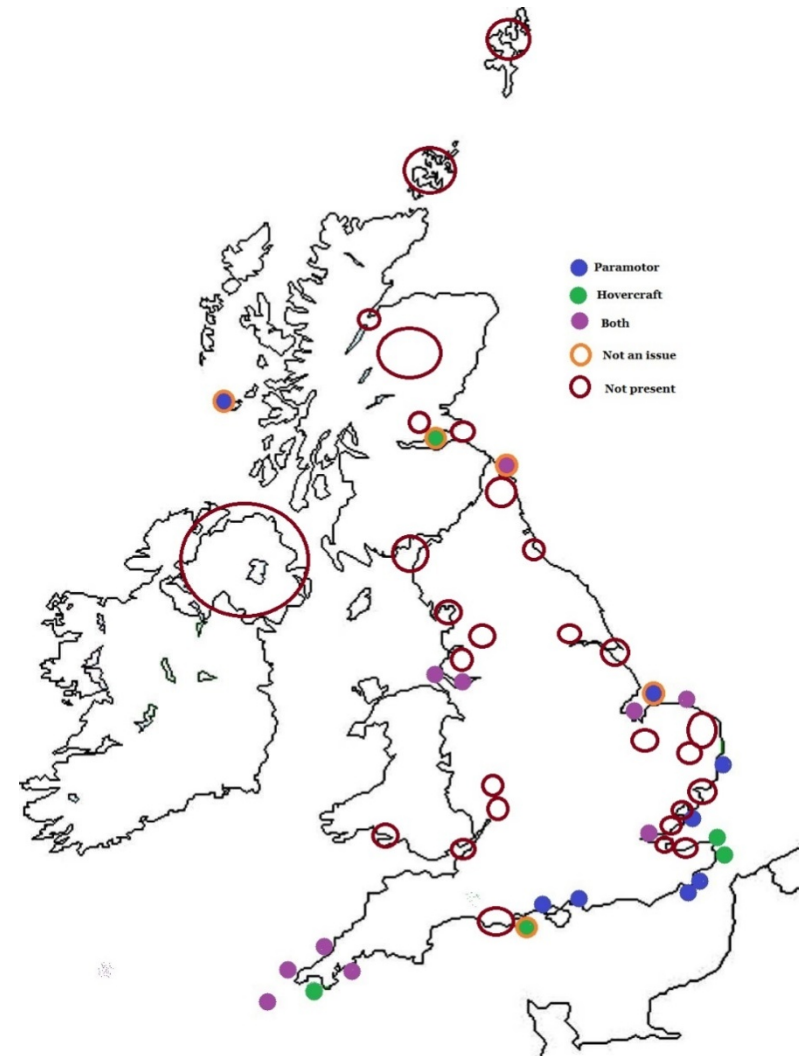 Paramotor
Hovercraft
Both
Not an issue
Not present